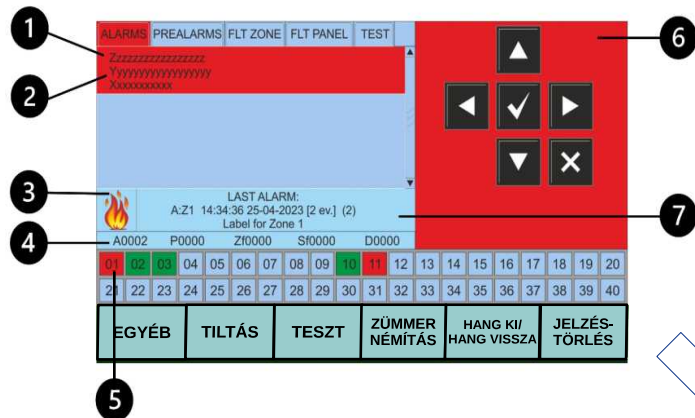 1
ALARMS PREALARMS FLT ZONE FLT PANEL TEST
6
2
Zzzzzzzzzzzzzzzzz
Yyyyyyyyyyyyyyyyy
Xxxxxxxxxxx
3
LAST ALARM:
A:Z1 14:34:36 25-04-2023 [2 ev.] (2)
Label for Zone 1
7
4
A0002 P0000 Zf0000 Sf0000 D0000
01 02 03 04 05 06 07 08 09 10 11 12 13 14 15 16 17 18 19 20
21 22 23 24 25 26 27 28 29 30 31 32 33 34 35 36 37 38 39 40
EGYÉB TILTÁS TESZT ZÜMMER NÉMÍTÁS HANG KI/ HANG VISSZA JELZÉS- TÖRLÉS
5